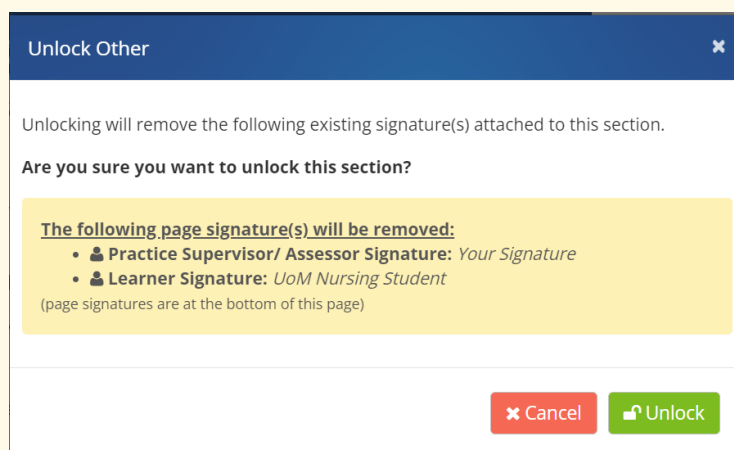 Unlock Other
Unlocking will remove the following existing signature(s) attached to this section.
Are you sure you want to unlock this section?
The following page signature(s) will be removed:
Practice Supervisor/ Assessor Signature: Your Signature
Learner Signature: UoM Nursing Student
(page signatures are at the bottom of this page)
Cancel Unlock